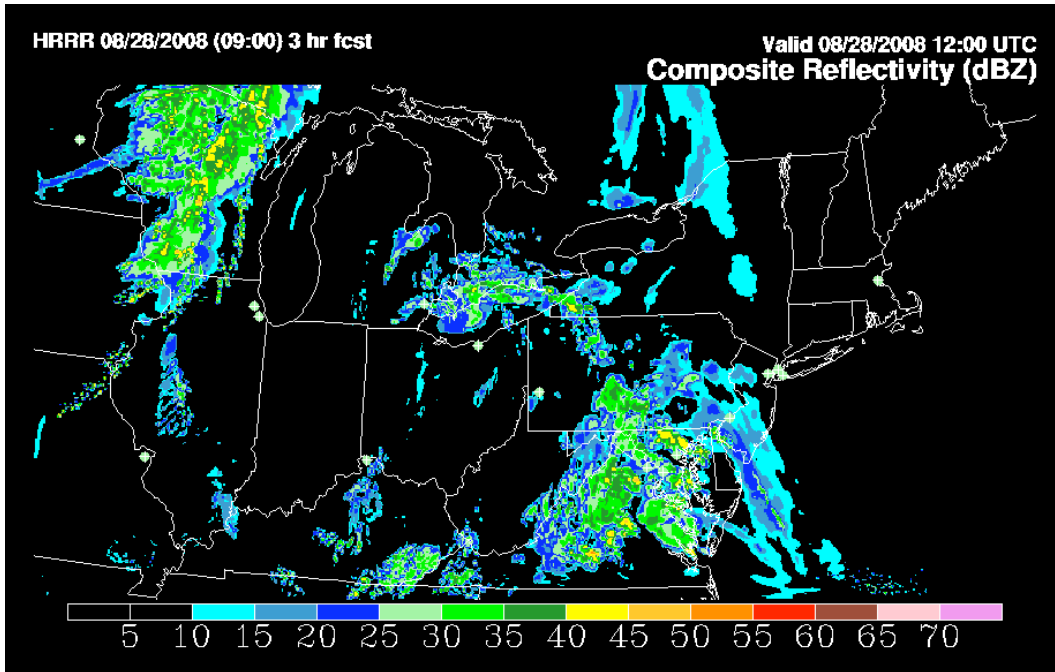 HRRR 08/28/2008 (09:00) 3 hr fcst
Valid 08/28/2008 12:00 UTC
Composite Reflectivity (dBZ)
5 10 15 20 25 30 35 40 45 50 55 60 65 70